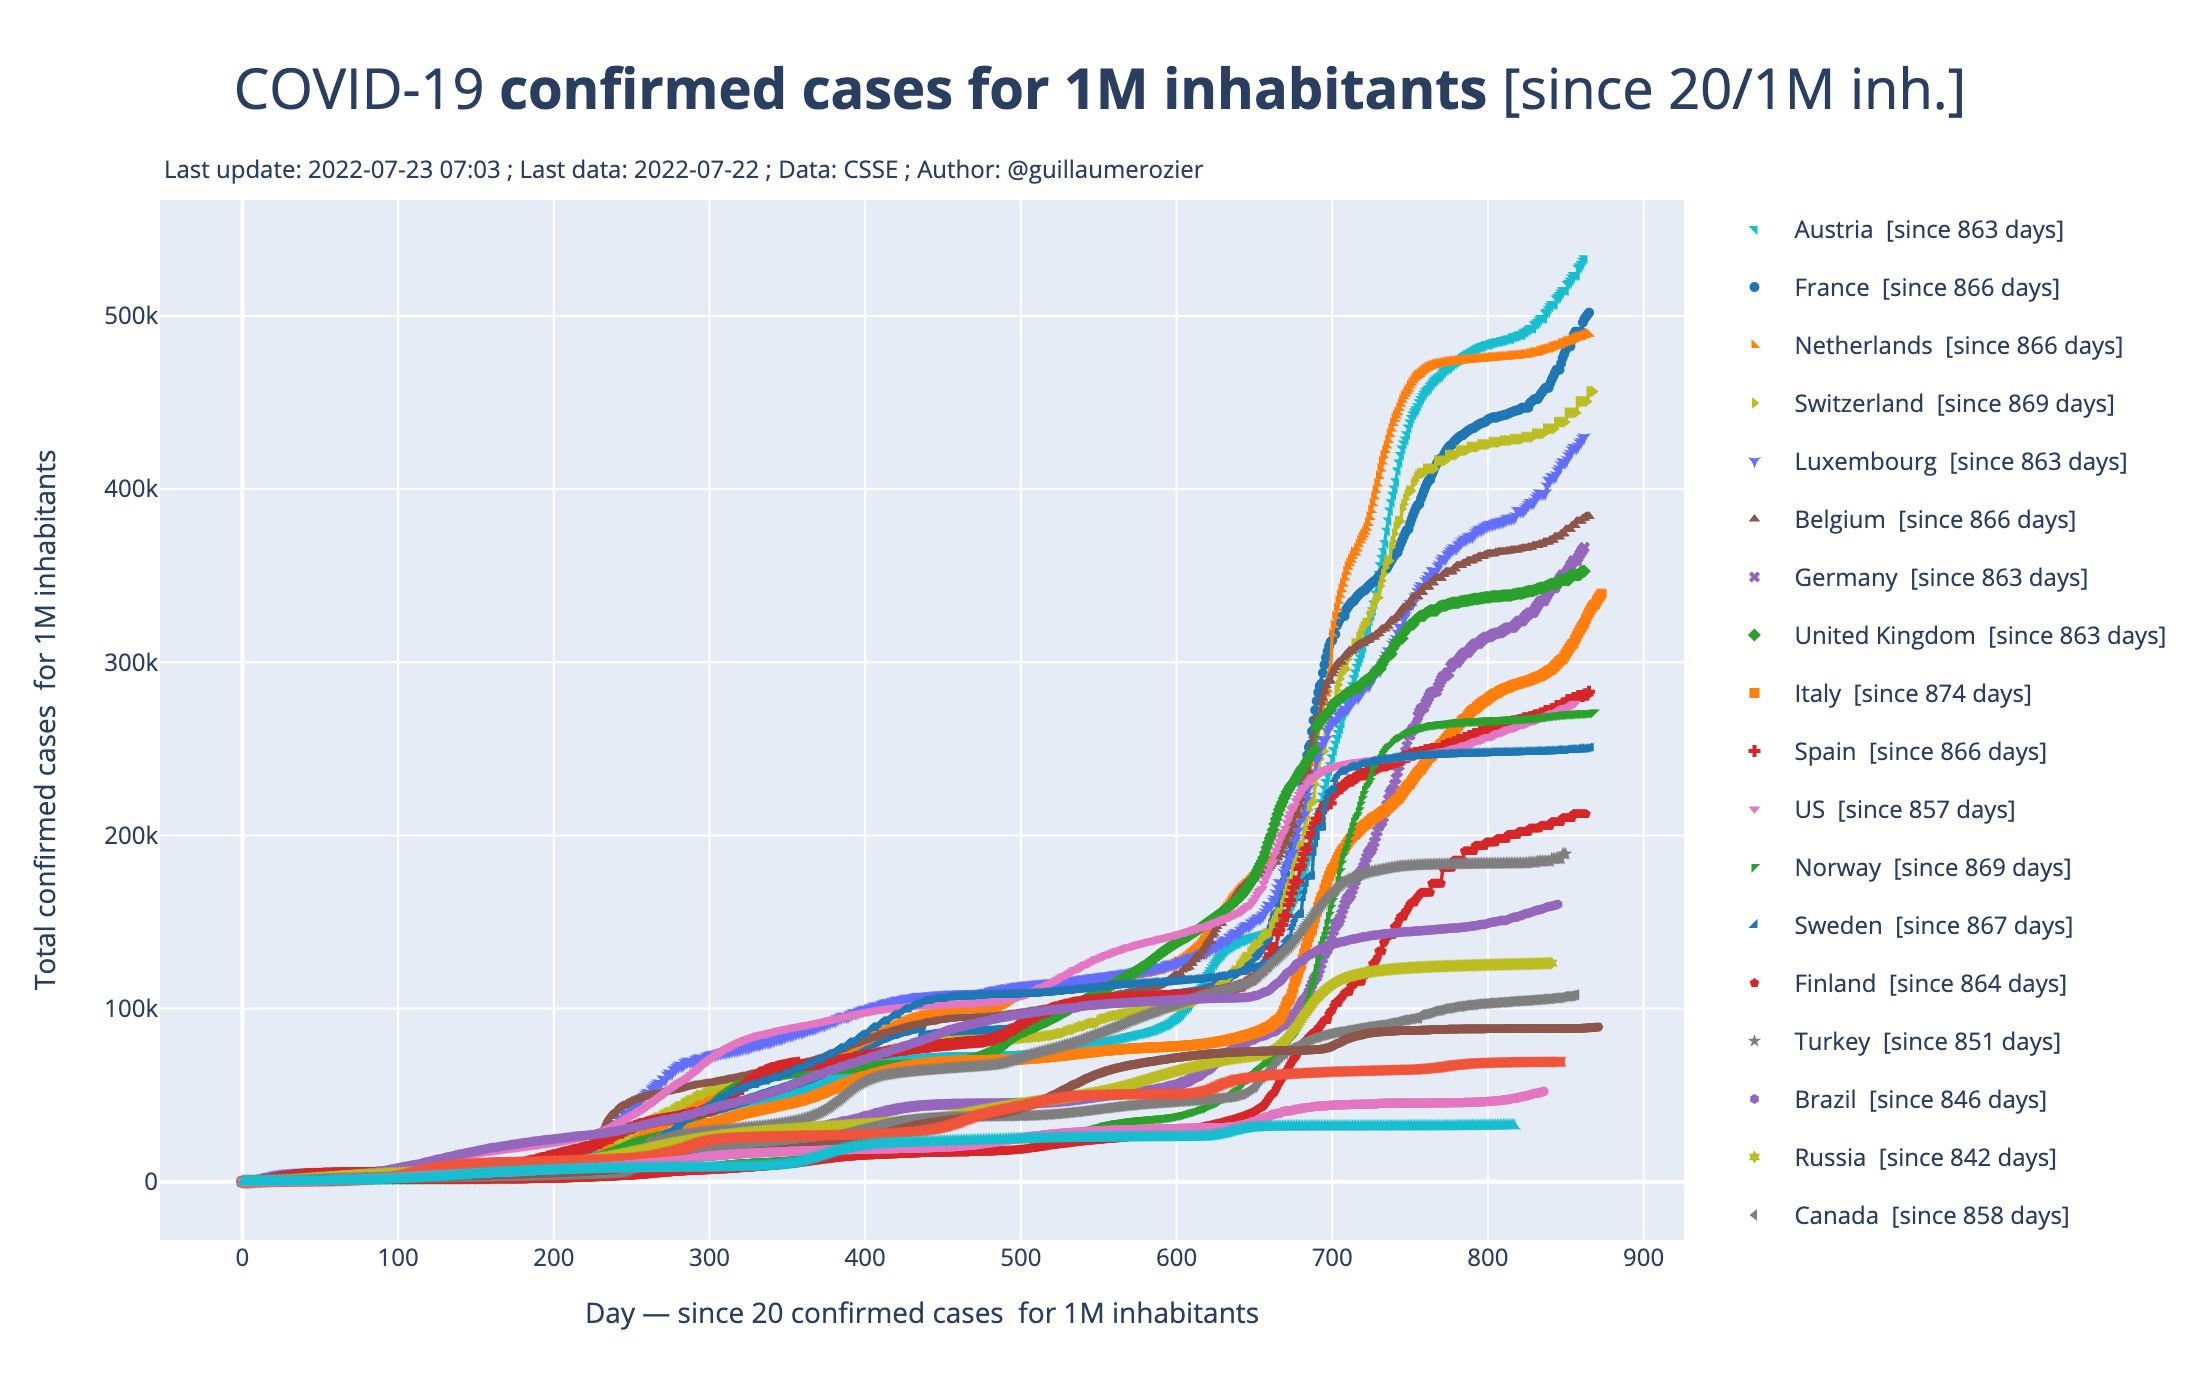 COVID-19 confirmed cases for 1M inhabitants [since 20/1M inh.]
Last update: 2022-07-23 07:03 ; Last data: 2022-07-22 ; Data: CSSE ; Author: @guillaumerozier
Total confirmed cases for 1M inhabitants
500k
400k
300k
200k
100k
0
0 100 200 300 400 500 600 700 800 900
Day — since 20 confirmed cases for 1M inhabitants
Austria [since 863 days]
France [since 866 days]
Netherlands [since 866 days]
Switzerland [since 869 days]
Luxembourg [since 863 days]
Belgium [since 866 days]
Germany [since 863 days]
United Kingdom [since 863 days]
Italy [since 874 days]
Spain [since 866 days]
US [since 857 days]
Norway [since 869 days]
Sweden [since 867 days]
Finland [since 864 days]
Turkey [since 851 days]
Brazil [since 846 days]
Russia [since 842 days]
Canada [since 858 days]